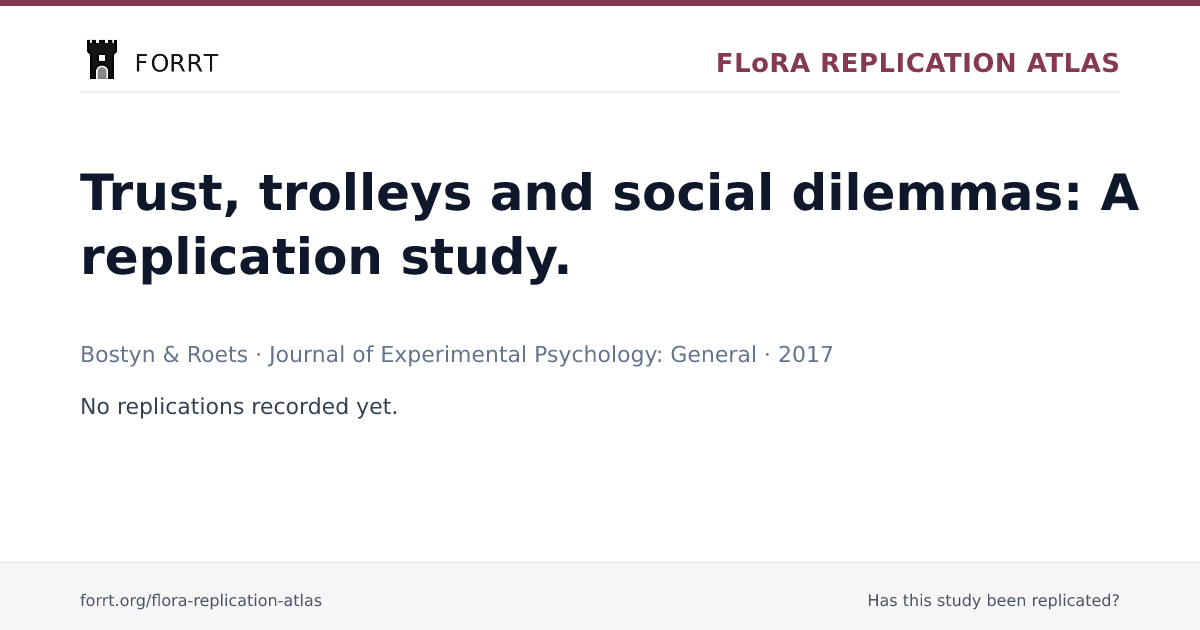 FORRT
FLoRA REPLICATION ATLAS
Trust, trolleys and social dilemmas: A
replication study.
Bostyn & Roets · Journal of Experimental Psychology: General · 2017
No replications recorded yet.
forrt.org/flora-replication-atlas
Has this study been replicated?